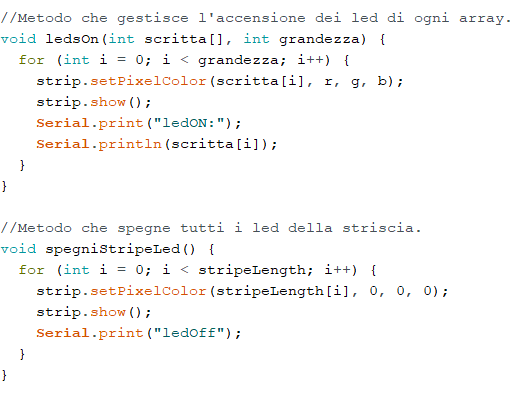 //Metodo che gestisce l'accensione dei led di ogni array.
void ledsOn(int scritta[], int grandezza) {
  for (int i = 0; i < grandezza; i++) {
    strip.setPixelColor(scritta[i], r, g, b);
    strip.show();
    Serial.print("ledON:");
    Serial.println(scritta[i]);
  }
}

//Metodo che spegne tutti i led della striscia.
void spegniStripeLed() {
  for (int i = 0; i < stripeLength; i++) {
    strip.setPixelColor(stripeLength[i], 0, 0, 0);
    strip.show();
    Serial.print("ledOff");
  }
}